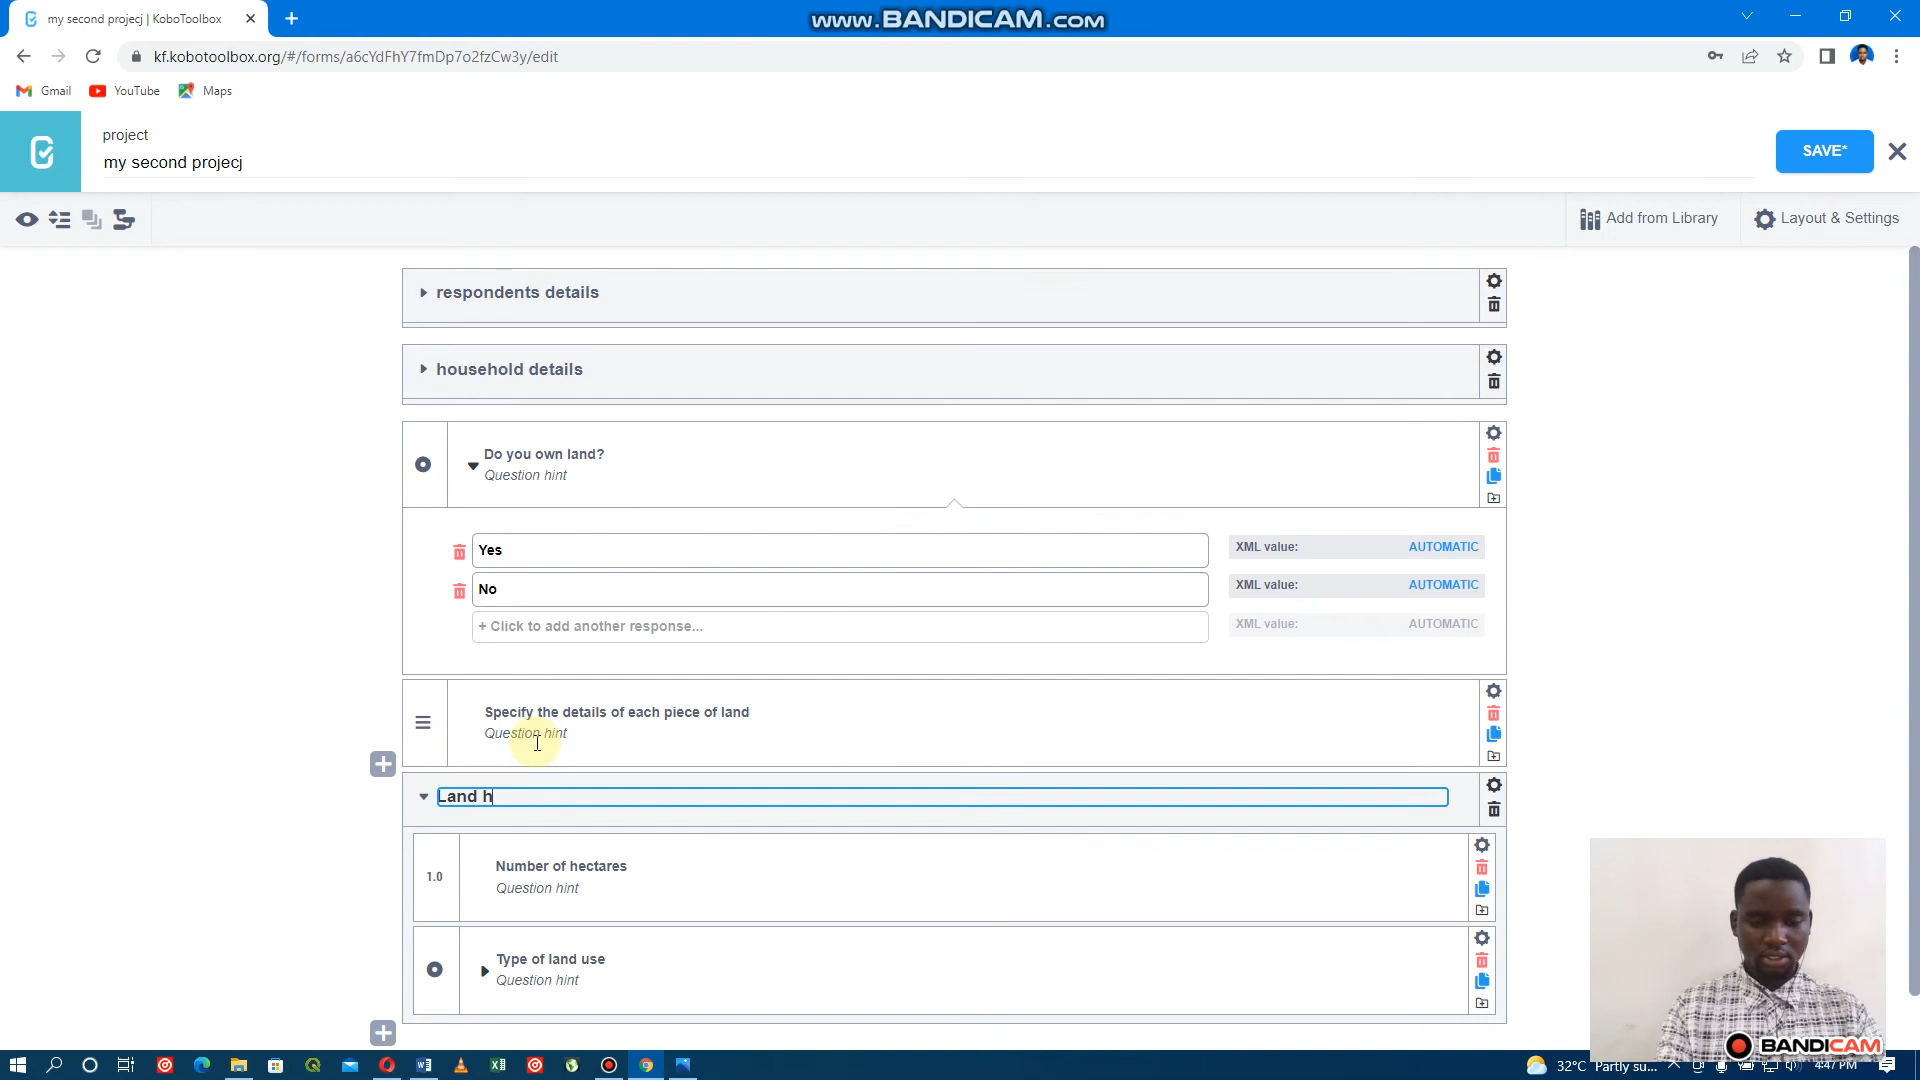 my second projecj | KoboToolbox
www.BANDICAM.com
kf.kobotoolbox.org/#/forms/a6cYdFhY7fmDp7o2fzCw3y/edit
Gmail YouTube Maps
project
my second projecj
SAVE*
Add from Library Layout & Settings
respondents details
household details
Do you own land?
Question hint
Yes XML value: AUTOMATIC
No XML value: AUTOMATIC
+ Click to add another response... XML value: AUTOMATIC
Specify the details of each piece of land
Question hint
Land h
1.0 Number of hectares
Question hint
Type of land use
Question hint
BANDICAM
32°C Partly su... 4:47 PM